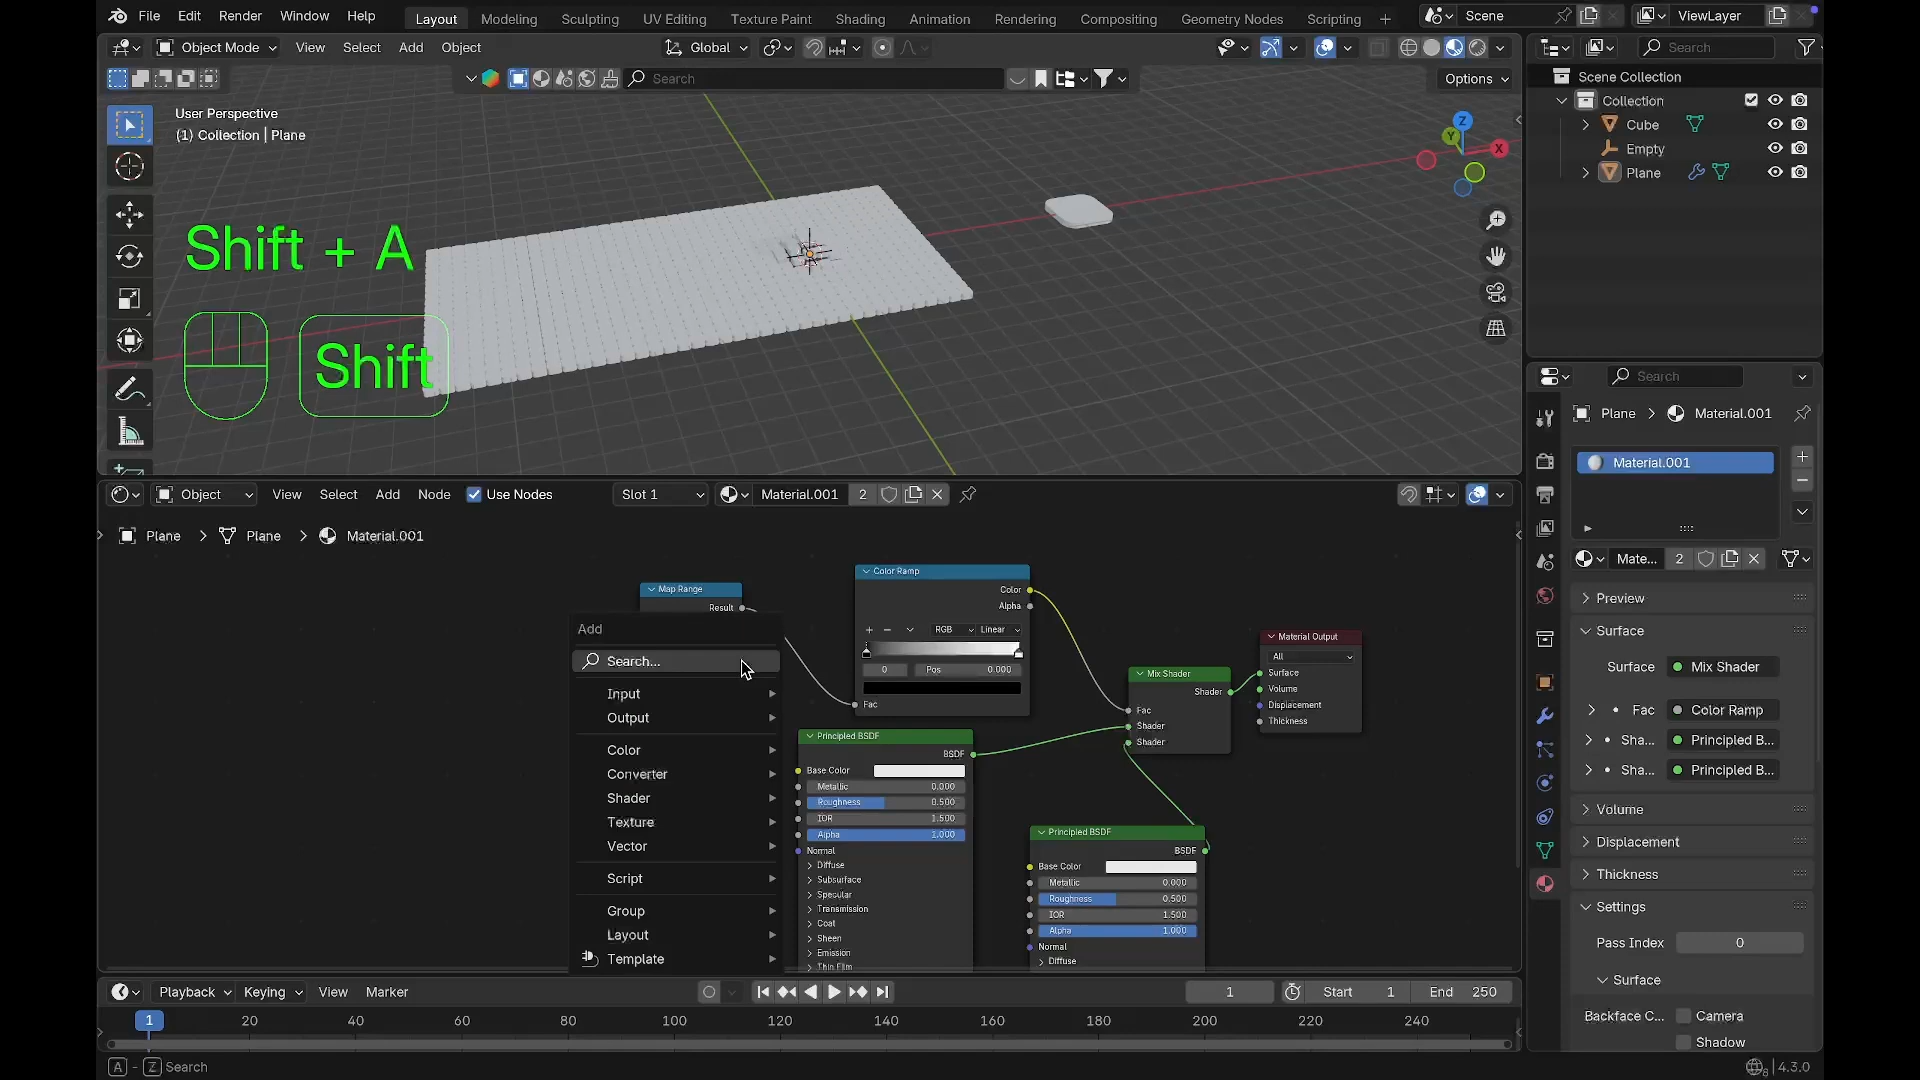 File Edit Render Window Help Layout Modeling Sculpting UV Editing Texture Paint Shading Animation Rendering Compositing Geometry Nodes Scripting + Scene ViewLayer
Object Mode View Select Add Object Global Search
Search Options
User Perspective
(1) Collection | Plane
Z
Y
X
Shift + A
Shift
Scene Collection
Collection
Cube
Empty
Plane
Object View Select Add Node Use Nodes Slot 1 Material.001 2
Plane > Plane > Material.001
Map Range
Result
Add
Search...
Input
Output
Color
Converter
Shader
Texture
Vector
Script
Group
Layout
Template
Color Ramp
Color
Alpha
+ − RGB Linear
0 Pos 0.000
Fac
Principled BSDF
BSDF
Base Color
Metallic 0.000
Roughness 0.500
IOR 1.500
Alpha 1.000
Normal
Diffuse
Subsurface
Specular
Transmission
Coat
Sheen
Emission
Thin Film
Principled BSDF
BSDF
Base Color
Metallic 0.000
Roughness 0.500
IOR 1.500
Alpha 1.000
Normal
Diffuse
Mix Shader
Shader
Fac
Shader
Shader
Material Output
All
Surface
Volume
Displacement
Thickness
Search
Plane > Material.001
Material.001
Mate... 2
Preview
Surface
Surface Mix Shader
Fac Color Ramp
Sha... Principled B...
Sha... Principled B...
Volume
Displacement
Thickness
Settings
Pass Index 0
Surface
Backface C... Camera
Shadow
Playback Keying View Marker 1 Start 1 End 250
1 20 40 60 80 100 120 140 160 180 200 220 240
A - Z Search
8 | 4.3.0